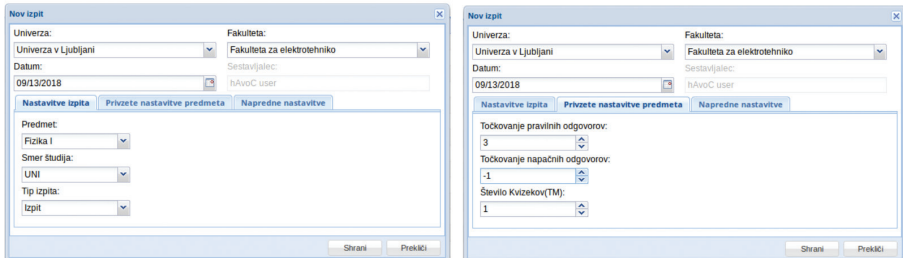 Nov izpit
Univerza:
Fakulteta:
Univerza v Ljubljani
Fakulteta za elektrotehniko
Datum:
Sestavljalec:
09/13/2018
hAvoC user
Nastavitve izpita
Privzete nastavitve predmeta
Napredne nastavitve
Predmet:
Fizika I
Smer študija:
UNI
Tip izpita:
Izpit
Shrani
Prekliči
Nov izpit
Univerza:
Fakulteta:
Univerza v Ljubljani
Fakulteta za elektrotehniko
Datum:
Sestavljalec:
09/13/2018
hAvoC user
Nastavitve izpita
Privzete nastavitve predmeta
Napredne nastavitve
Točkovanje pravilnih odgovorov:
3
Točkovanje napačnih odgovorov:
-1
Število Kvizekov(TM):
1
Shrani
Prekliči